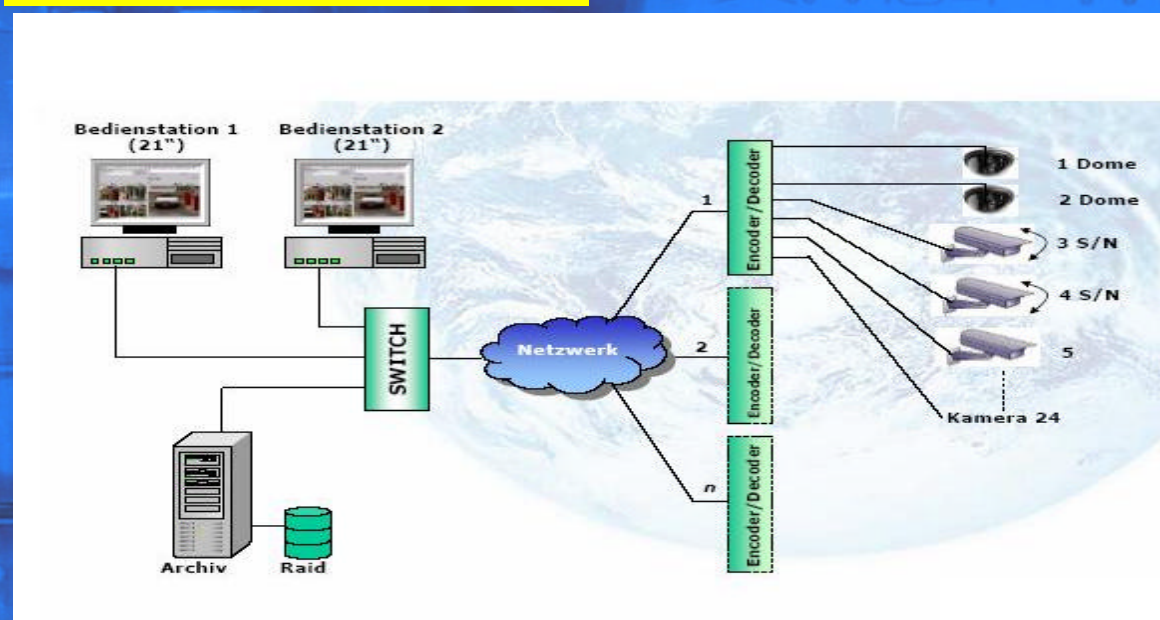 Bedienstation 1
(21")
Bedienstation 2
(21")
SWITCH
Netzwerk
Archiv
Raid
1
2
n
Encoder/Decoder
Encoder/Decoder
Encoder/Decoder
1 Dome
2 Dome
3 S/N
4 S/N
5
Kamera 24